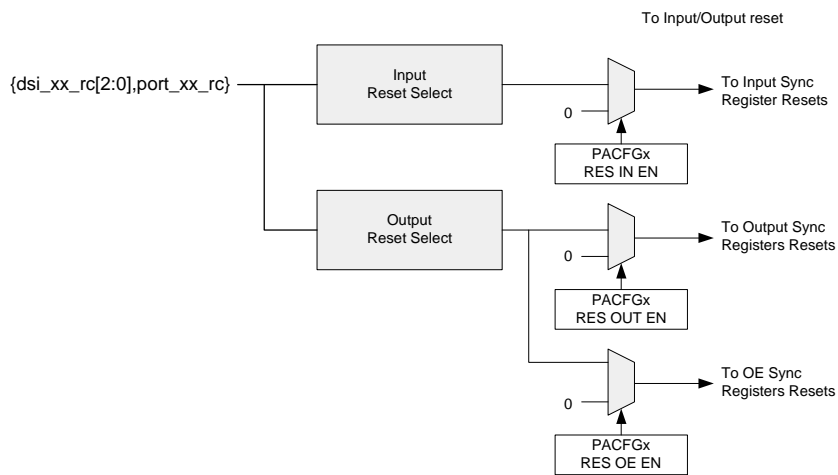 To Input/Output reset
{dsi_xx_rc[2:0],port_xx_rc}
Input
Reset Select
0
To Input Sync
Register Resets
PACFGx
RES IN EN
Output
Reset Select
0
To Output Sync
Registers Resets
PACFGx
RES OUT EN
0
To OE Sync
Registers Resets
PACFGx
RES OE EN